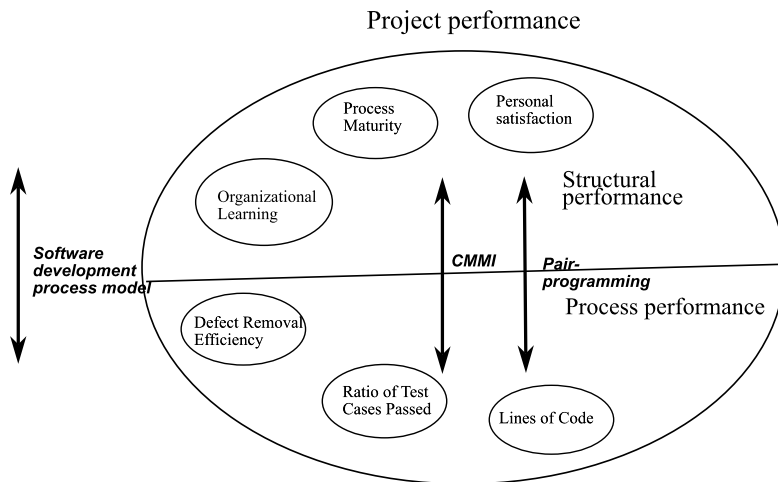 Project performance
Process
Maturity
Personal
satisfaction
Organizational
Learning
Structural
performance
Software
development
process model
CMMI
Pair-
programming
Process performance
Defect Removal
Efficiency
Ratio of Test
Cases Passed
Lines of Code